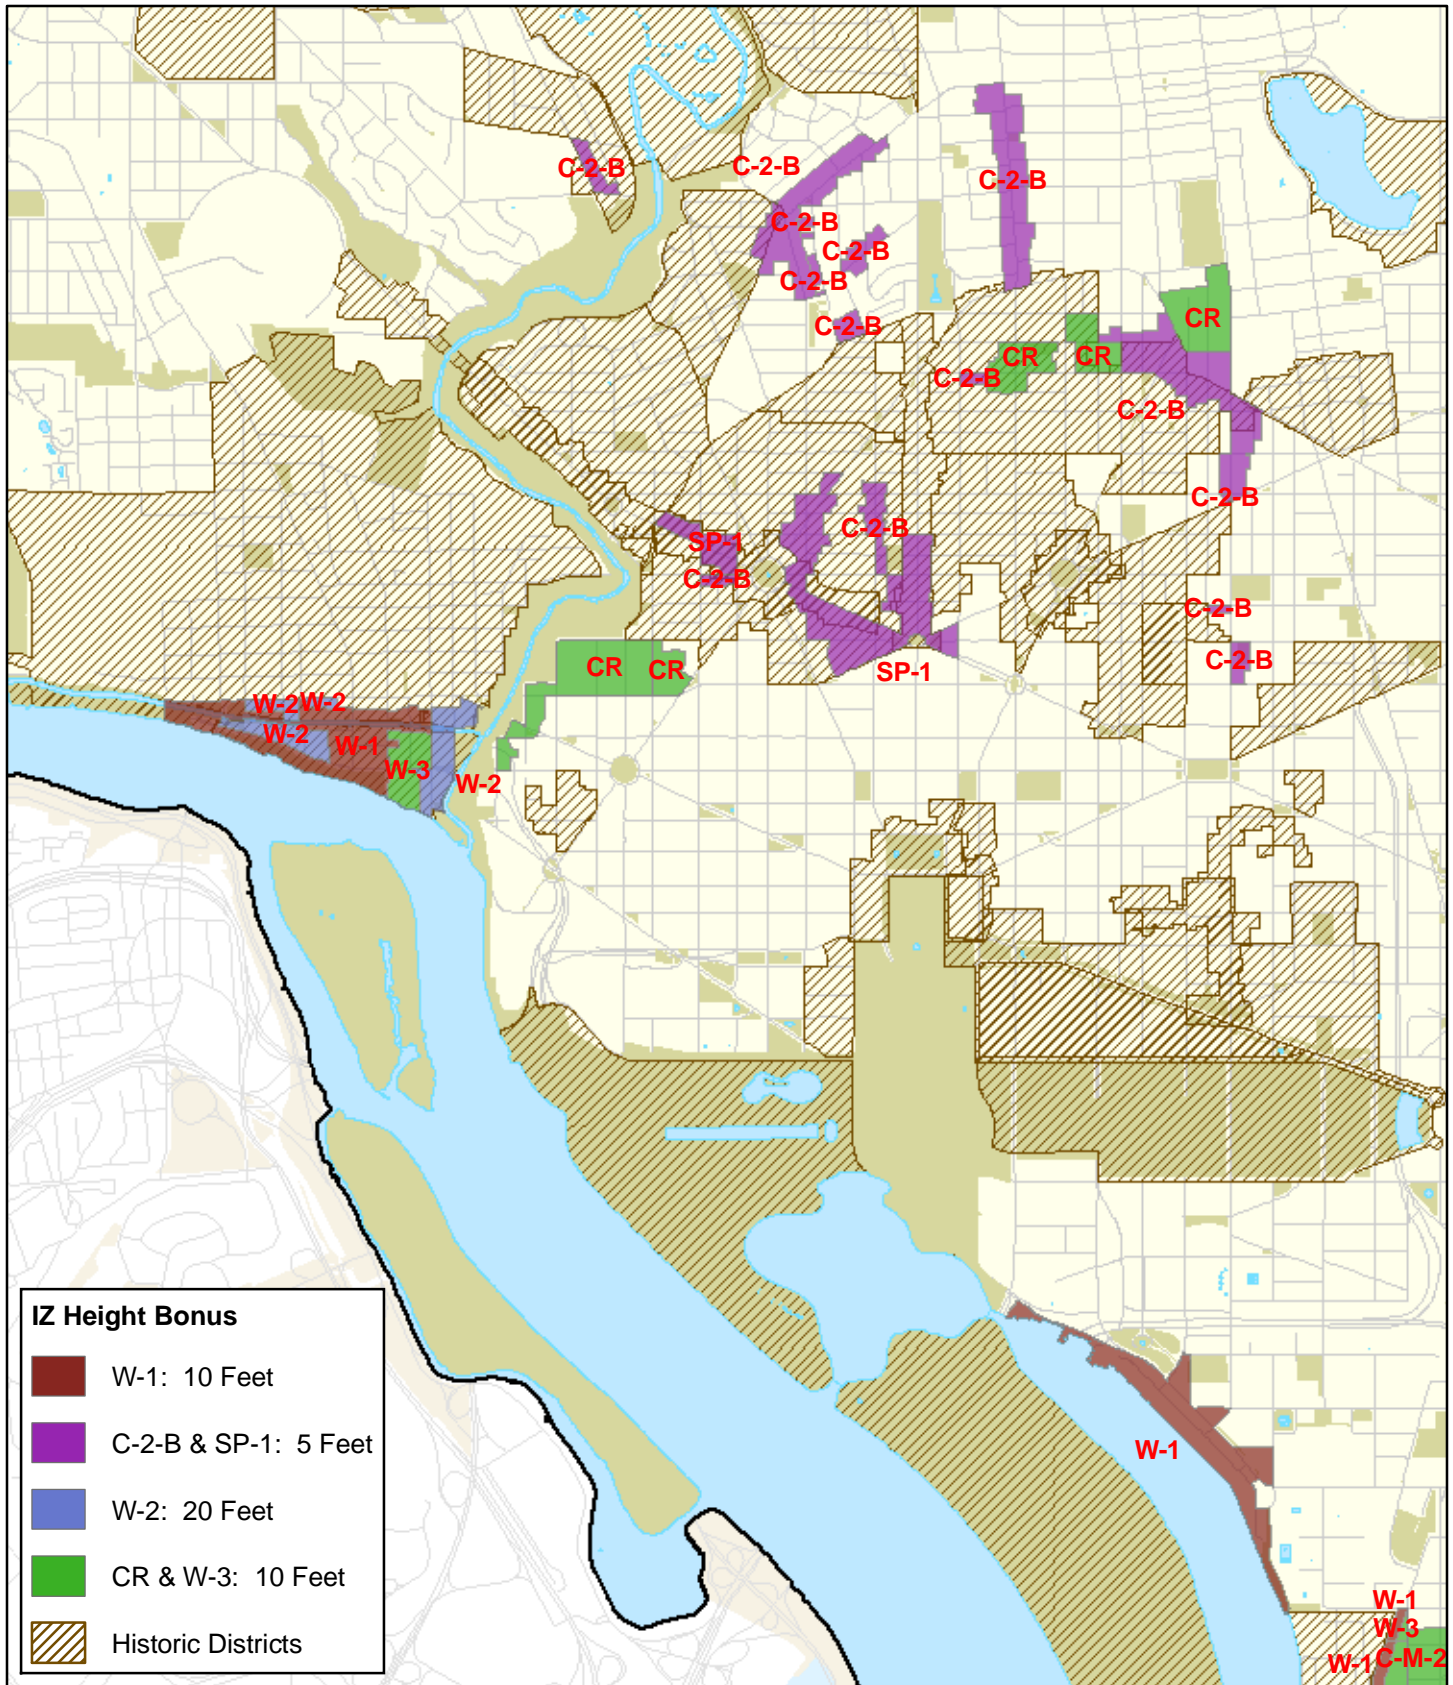 C-2-B
C-2-B
C-2-B
C-2-B
C-2-B
C-2-B
C-2-B
CR
CR
CR
C-2-B
C-2-B
C-2-B
C-2-B
SP-1
C-2-B
C-2-B
C-2-B
CR
CR
SP-1
W-2
W-2
W-2
W-1
W-3
W-2
IZ Height Bonus
W-1: 10 Feet
C-2-B & SP-1: 5 Feet
W-2: 20 Feet
CR & W-3: 10 Feet
Historic Districts
W-1
W-1
W-3
W-1
C-M-2